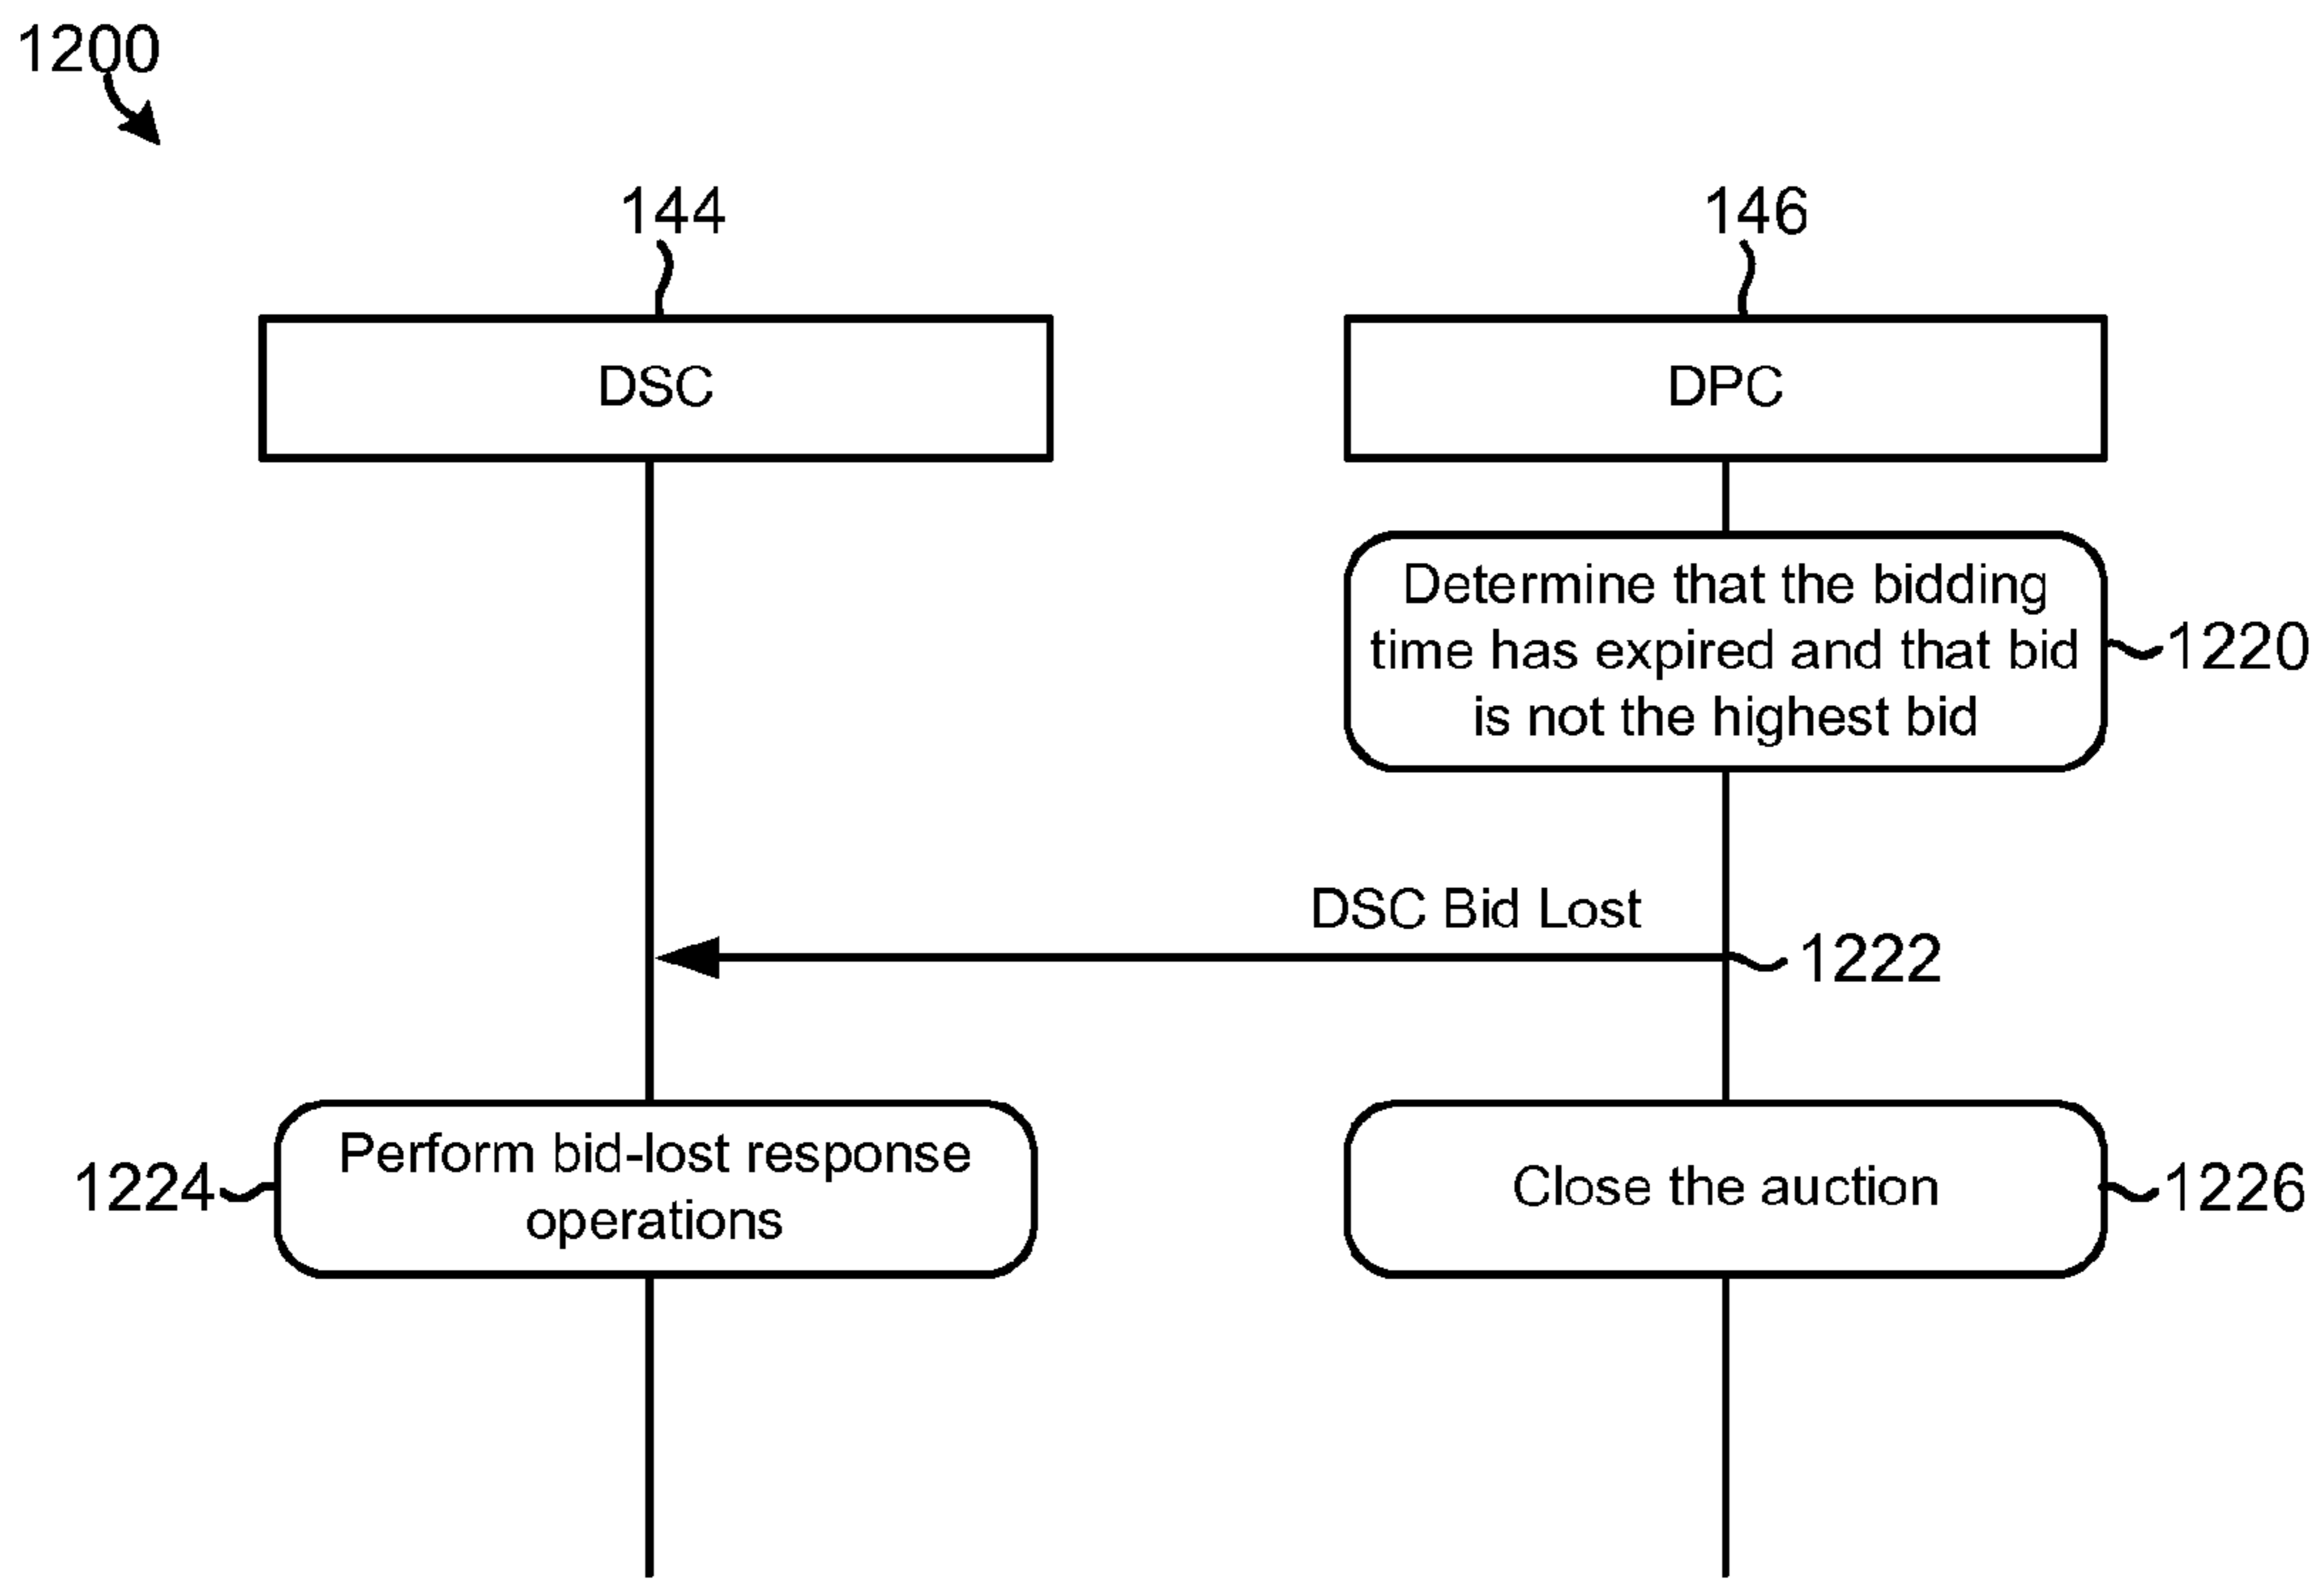 1200
144
146
DSC
DPC
Determine that the bidding
time has expired and that bid
is not the highest bid
1220
DSC Bid Lost
1222
1224
Perform bid-lost response
operations
Close the auction
1226